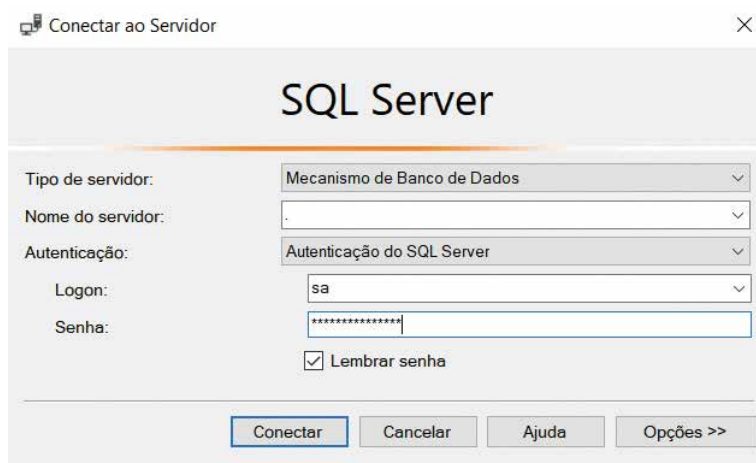 Conectar ao Servidor
SQL Server
Tipo de servidor: Mecanismo de Banco de Dados
Nome do servidor: .
Autenticação: Autenticação do SQL Server
Logon: sa
Senha: ***************
Lembrar senha
Conectar Cancelar Ajuda Opções >>